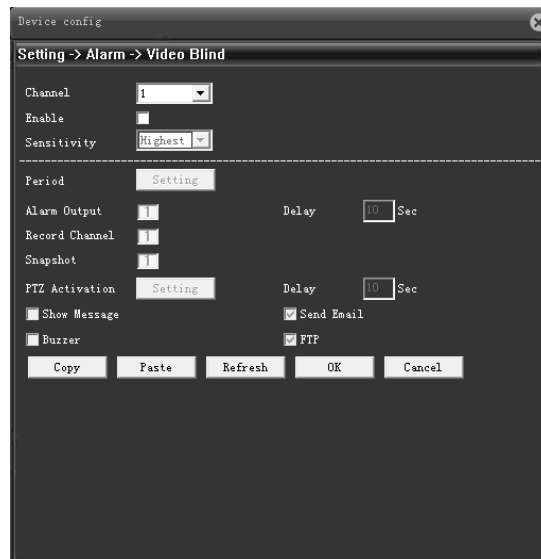 Device config
Setting -> Alarm -> Video Blind
Channel 1
Enable
Sensitivity Highest
Period Setting
Alarm Output 1 Delay 10 Sec
Record Channel 1
Snapshot 1
PTZ Activation Setting Delay 10 Sec
Show Message Send Email
Buzzer FTP
Copy Paste Refresh OK Cancel